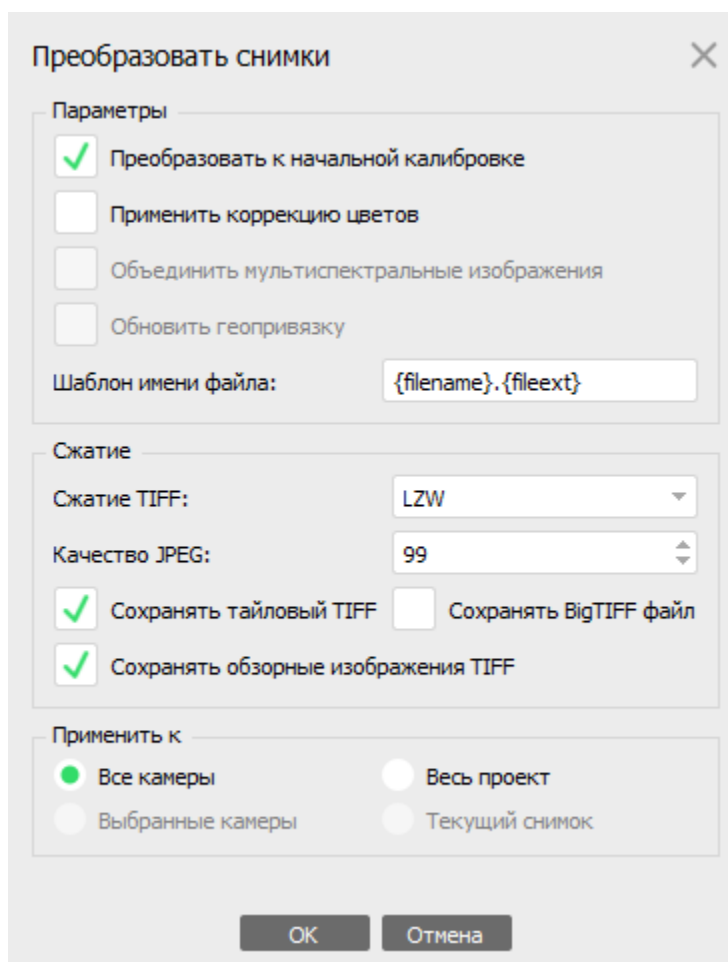 Преобразовать снимки
Параметры
Преобразовать к начальной калибровке
Применить коррекцию цветов
Объединить мультиспектральные изображения
Обновить геопривязку
Шаблон имени файла: {filename}.{fileext}
Сжатие
Сжатие TIFF: LZW
Качество JPEG: 99
Сохранять тайловый TIFF Сохранять BigTIFF файл
Сохранять обзорные изображения TIFF
Применить к
Все камеры Весь проект
Выбранные камеры Текущий снимок
OK Отмена